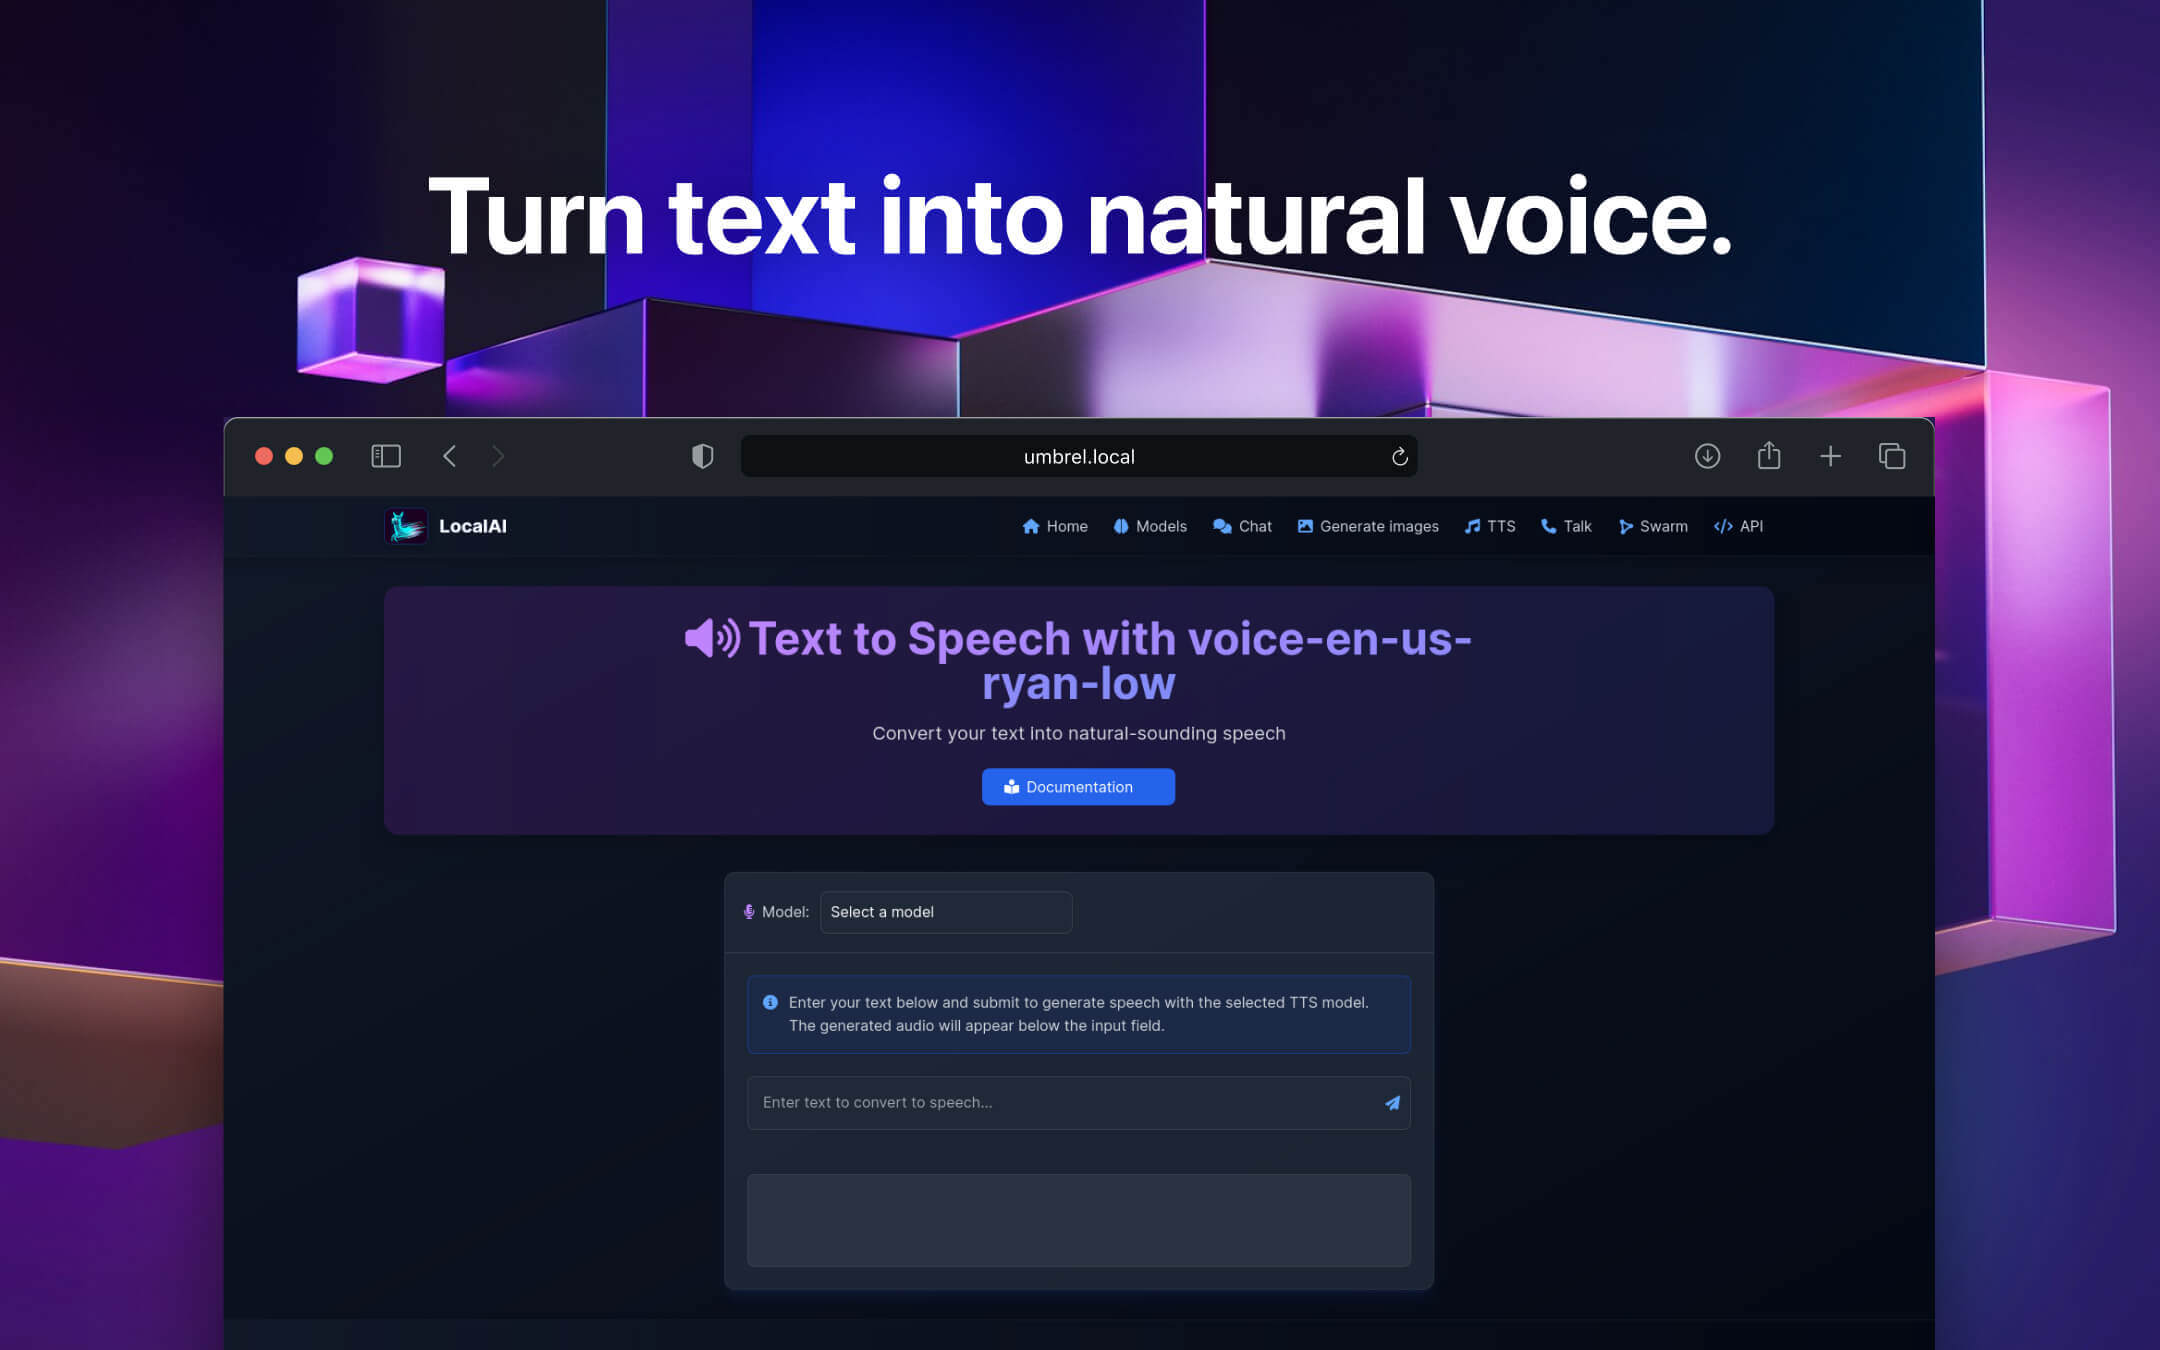 Turn text into natural voice.
umbrel.local
LocalAI
Home Models Chat Generate images TTS Talk Swarm API
Text to Speech with voice-en-us-
ryan-low
Convert your text into natural-sounding speech
Documentation
Model: Select a model
Enter your text below and submit to generate speech with the selected TTS model.
The generated audio will appear below the input field.
Enter text to convert to speech...